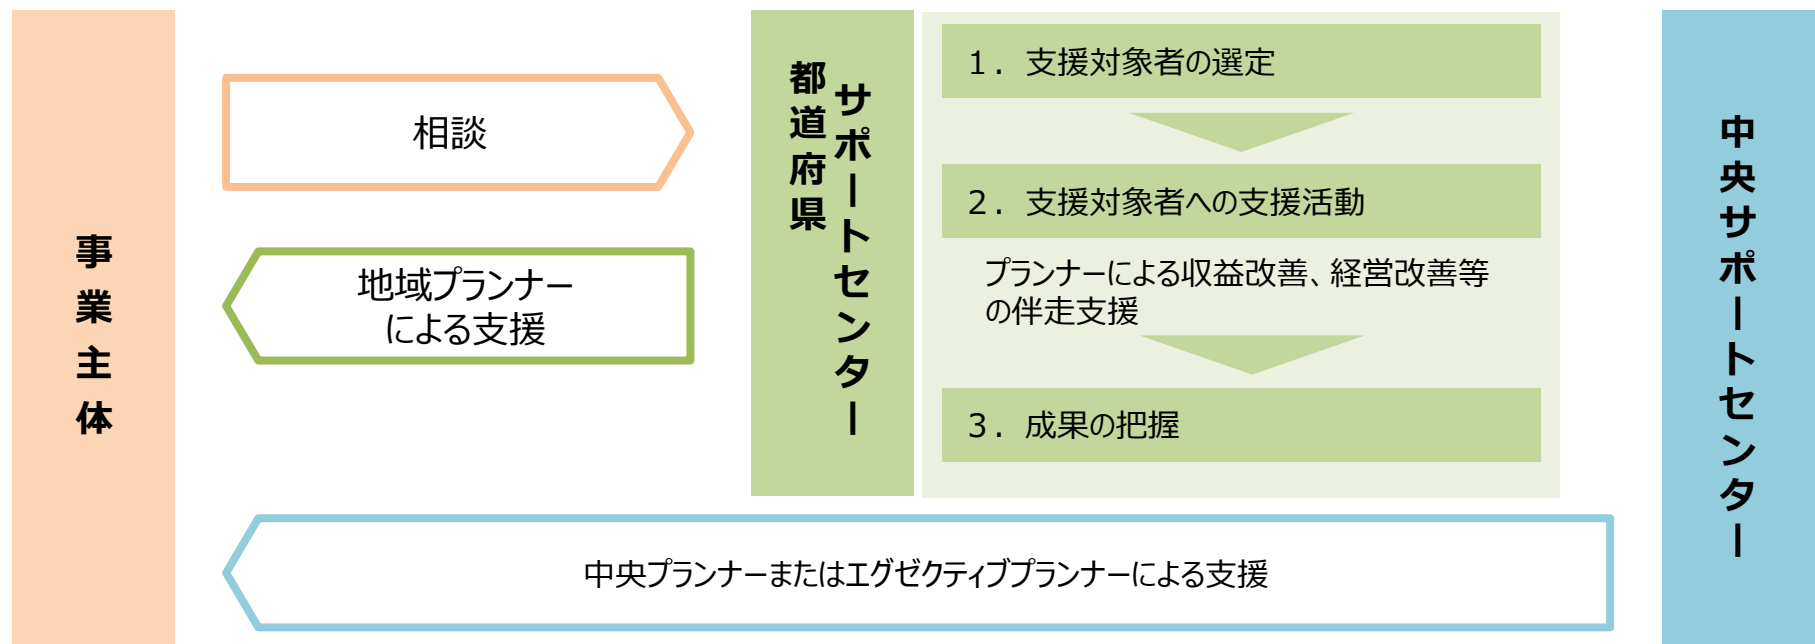 事業主体
相談
地域プランナー
による支援
都道府県
サポートセンター
1．支援対象者の選定
2．支援対象者への支援活動
プランナーによる収益改善、経営改善等
の伴走支援
3．成果の把握
中央サポートセンター
中央プランナーまたはエグゼクティブプランナーによる支援